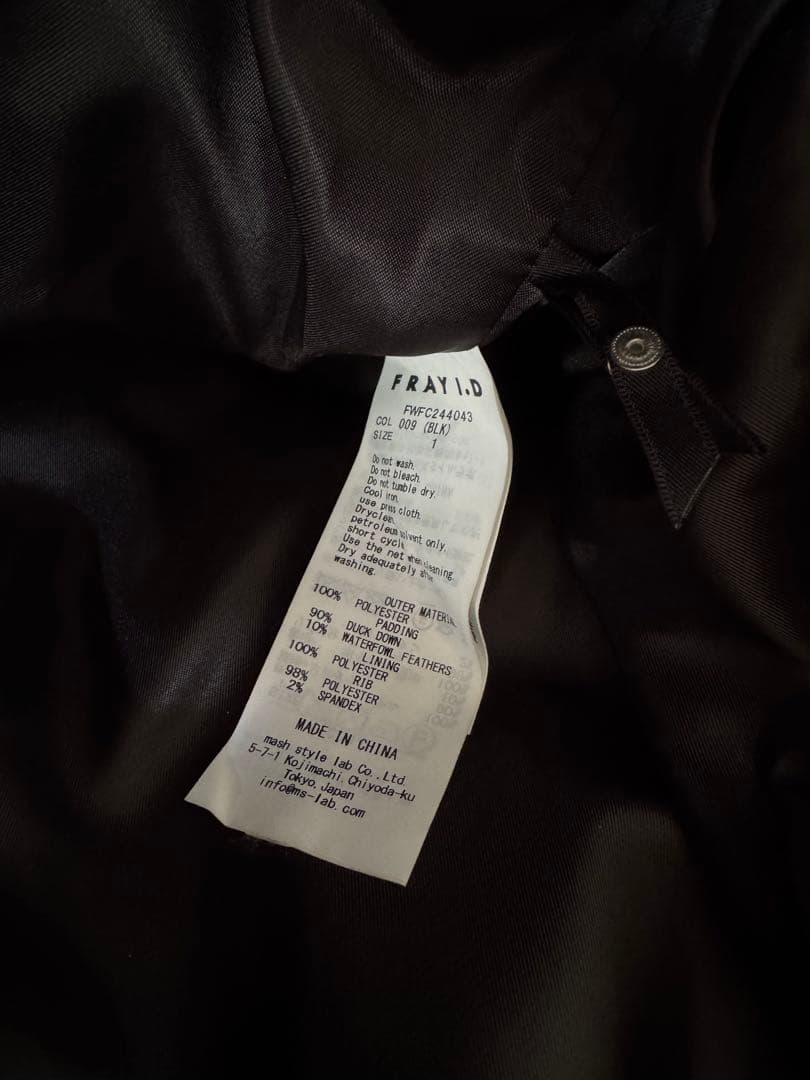 FRAY I.D
FWFC244043
COL 009 (BLK)
SIZE 1
Do not wash.
Do not bleach.
Do not tumble dry.
Cool iron.
use press cloth.
Dryclean,
petroleum solvent only.
short cycle
Use the net when cleaning.
Dry adequately after
washing.
OUTER MATERIAL
100% POLYESTER
PADDING
90% DUCK DOWN
10% WATERFOWL FEATHERS
LINING
100% POLYESTER
RIB
98% POLYESTER
2% SPANDEX
MADE IN CHINA
mash style lab Co.,Ltd.
5-7-1 Kojimachi, Chiyoda-ku
Tokyo, Japan
info@ms-lab.com